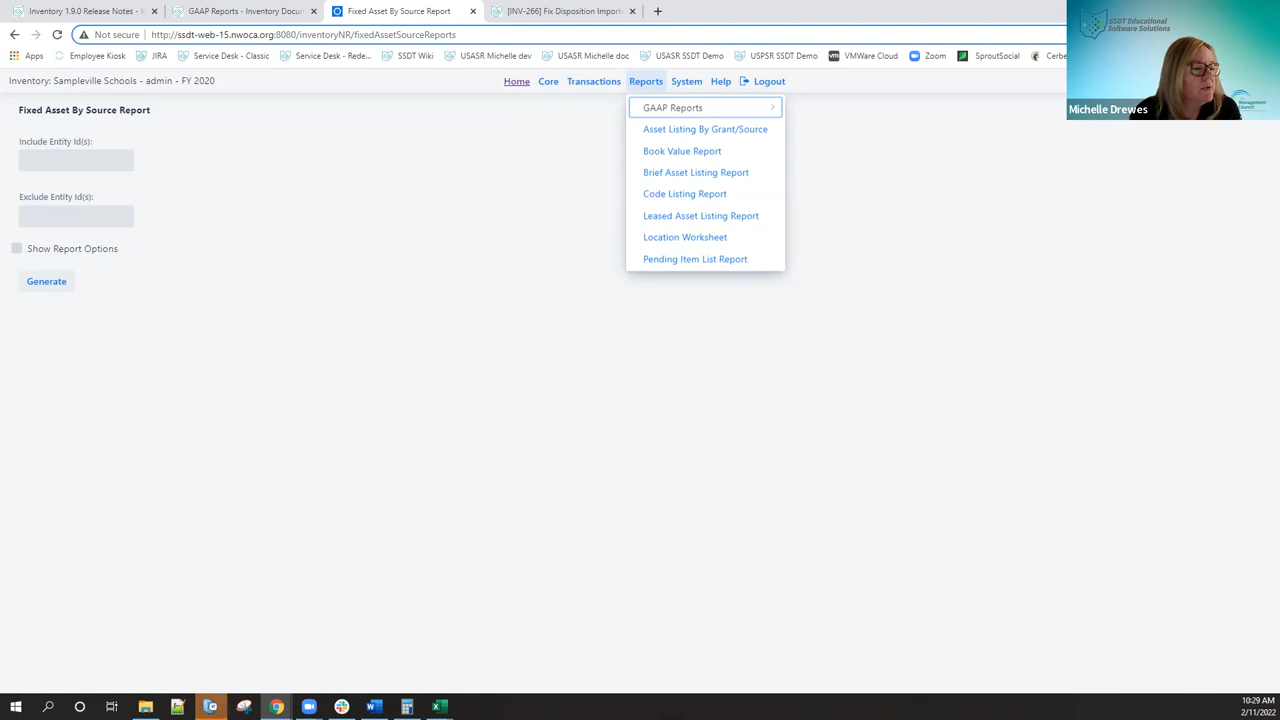 Inventory 1.9.0 Release Notes - In
GAAP Reports - Inventory Docum
Fixed Asset By Source Report
[INV-266] Fix Disposition Import
Not secure
http://ssdt-web-15.nwoca.org:8080/inventoryNR/fixedAssetSourceReports
Apps
Employee Kiosk
JIRA
Service Desk - Classic
Service Desk - Rede...
SSDT Wiki
USASR Michelle dev
USASR Michelle doc
USASR SSDT Demo
USPSR SSDT Demo
VMWare Cloud
Zoom
SproutSocial
Cerbe
Inventory: Sampleville Schools - admin - FY 2020
Home
Core
Transactions
Reports
System
Help
Logout
Fixed Asset By Source Report
Include Entity Id(s):
Exclude Entity Id(s):
Show Report Options
Generate
GAAP Reports
Asset Listing By Grant/Source
Book Value Report
Brief Asset Listing Report
Code Listing Report
Leased Asset Listing Report
Location Worksheet
Pending Item List Report
SSDT Educational
Software Solutions
Management
Council
Michelle Drewes
10:29 AM
2/11/2022